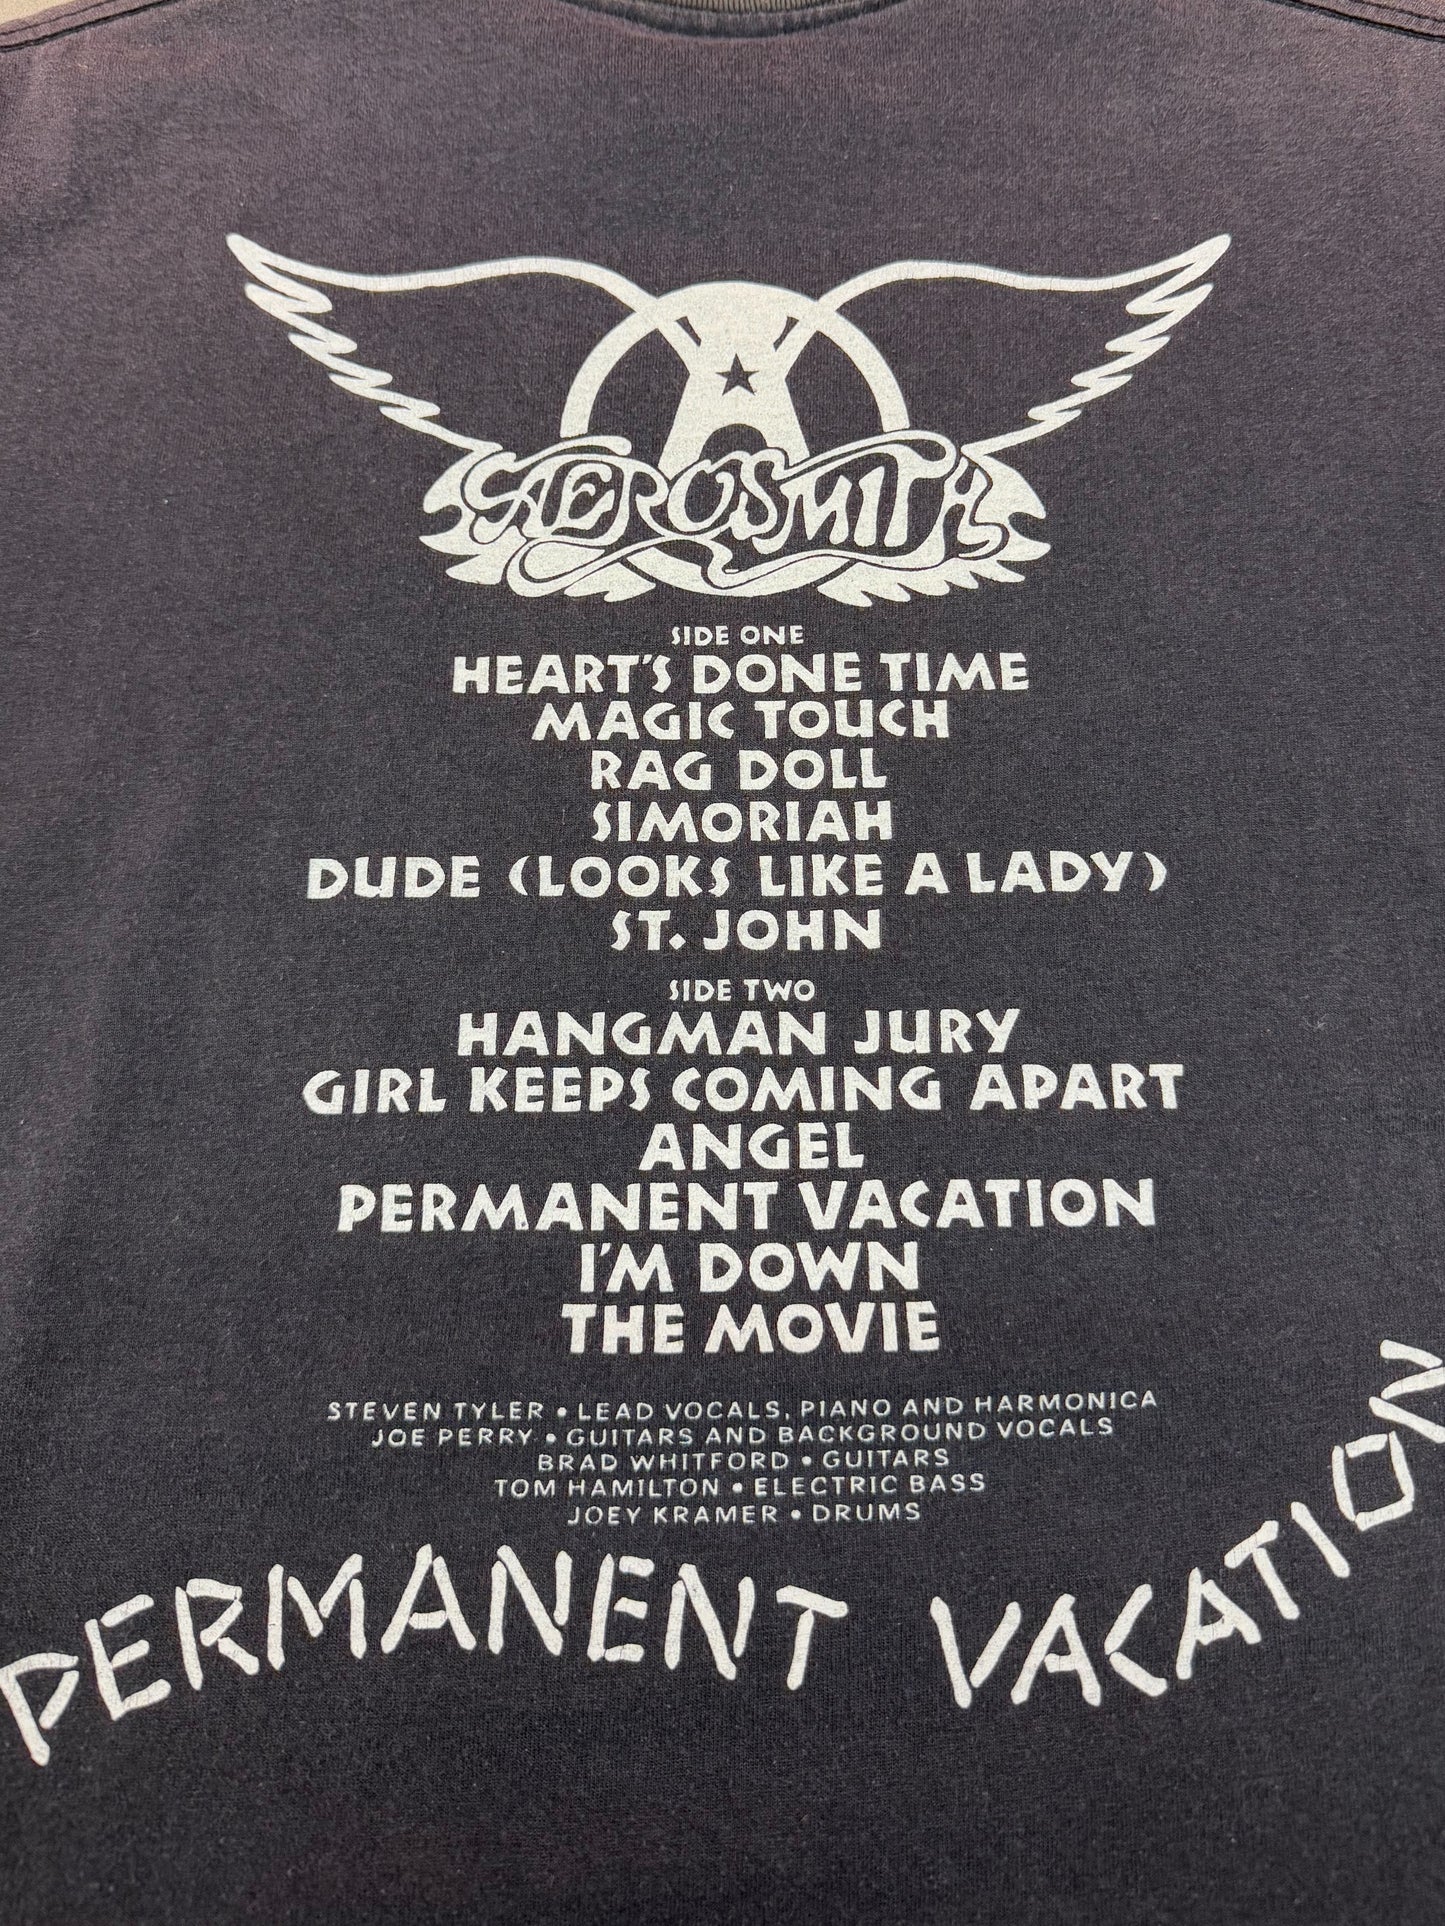 AEROSMITH
SIDE ONE
HEART'S DONE TIME
MAGIC TOUCH
RAG DOLL
SIMORIAH
DUDE (LOOKS LIKE A LADY)
ST. JOHN
SIDE TWO
HANGMAN JURY
GIRL KEEPS COMING APART
ANGEL
PERMANENT VACATION
I'M DOWN
THE MOVIE
STEVEN TYLER • LEAD VOCALS, PIANO AND HARMONICA
JOE PERRY • GUITARS AND BACKGROUND VOCALS
BRAD WHITFORD • GUITARS
TOM HAMILTON • ELECTRIC BASS
JOEY KRAMER • DRUMS
PERMANENT VACATION